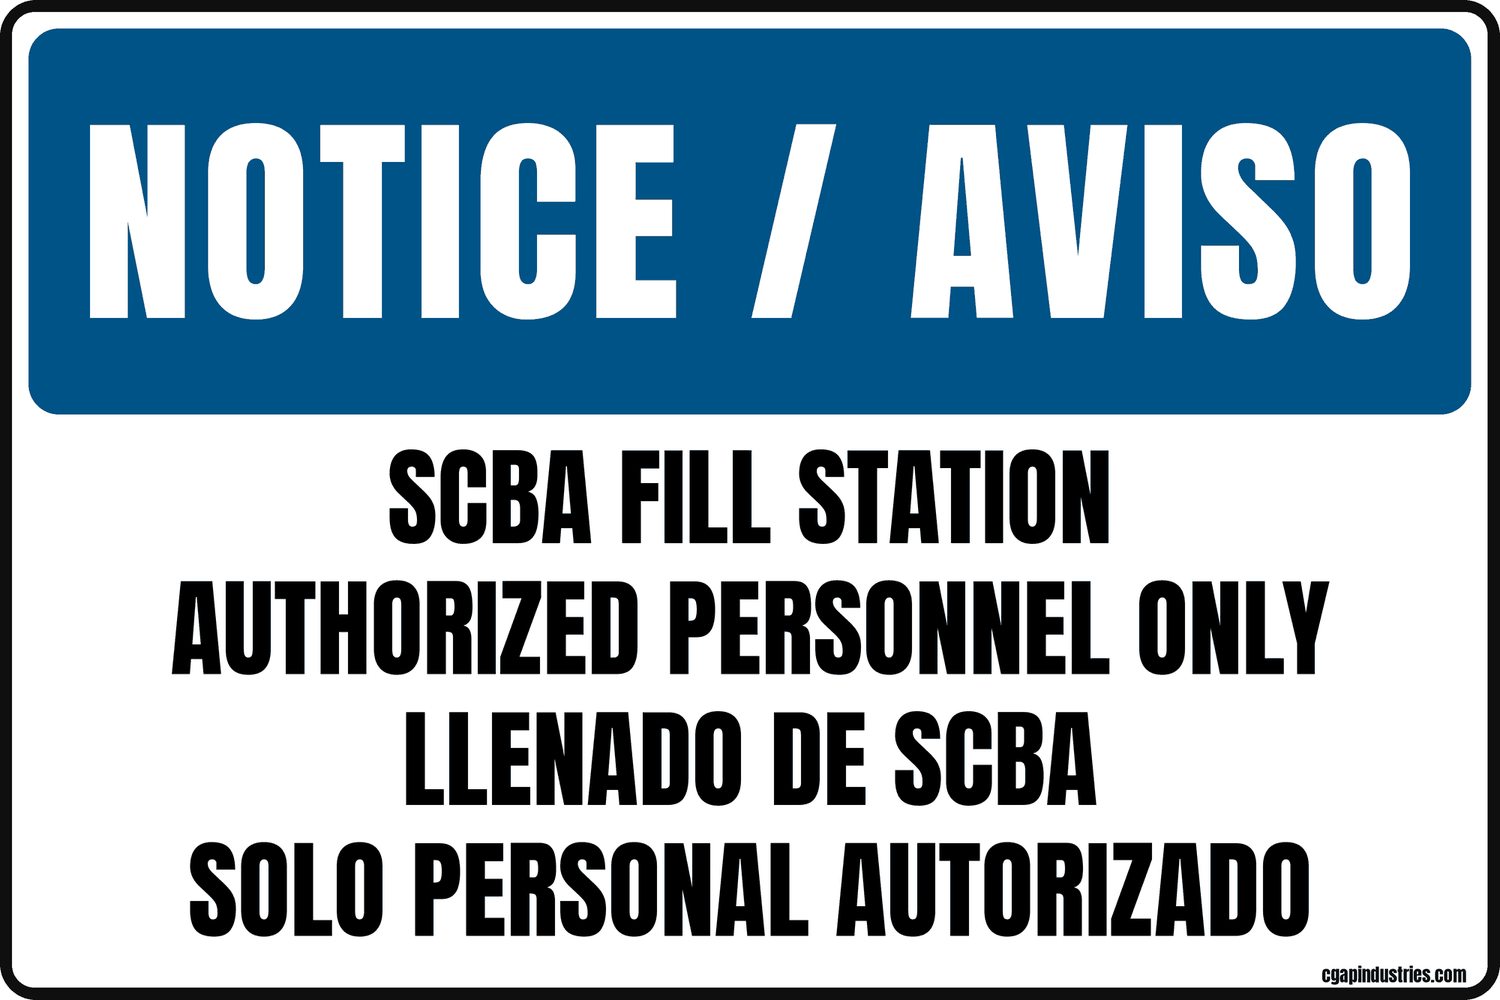 NOTICE / AVISO
SCBA FILL STATION
AUTHORIZED PERSONNEL ONLY
LLENADO DE SCBA
SOLO PERSONAL AUTORIZADO
cgapindustries.com